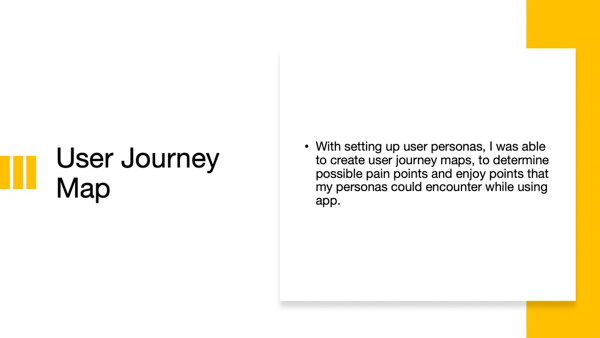 User Journey
Map
• With setting up user personas, I was able
to create user journey maps, to determine
possible pain points and enjoy points that
my personas could encounter while using
app.